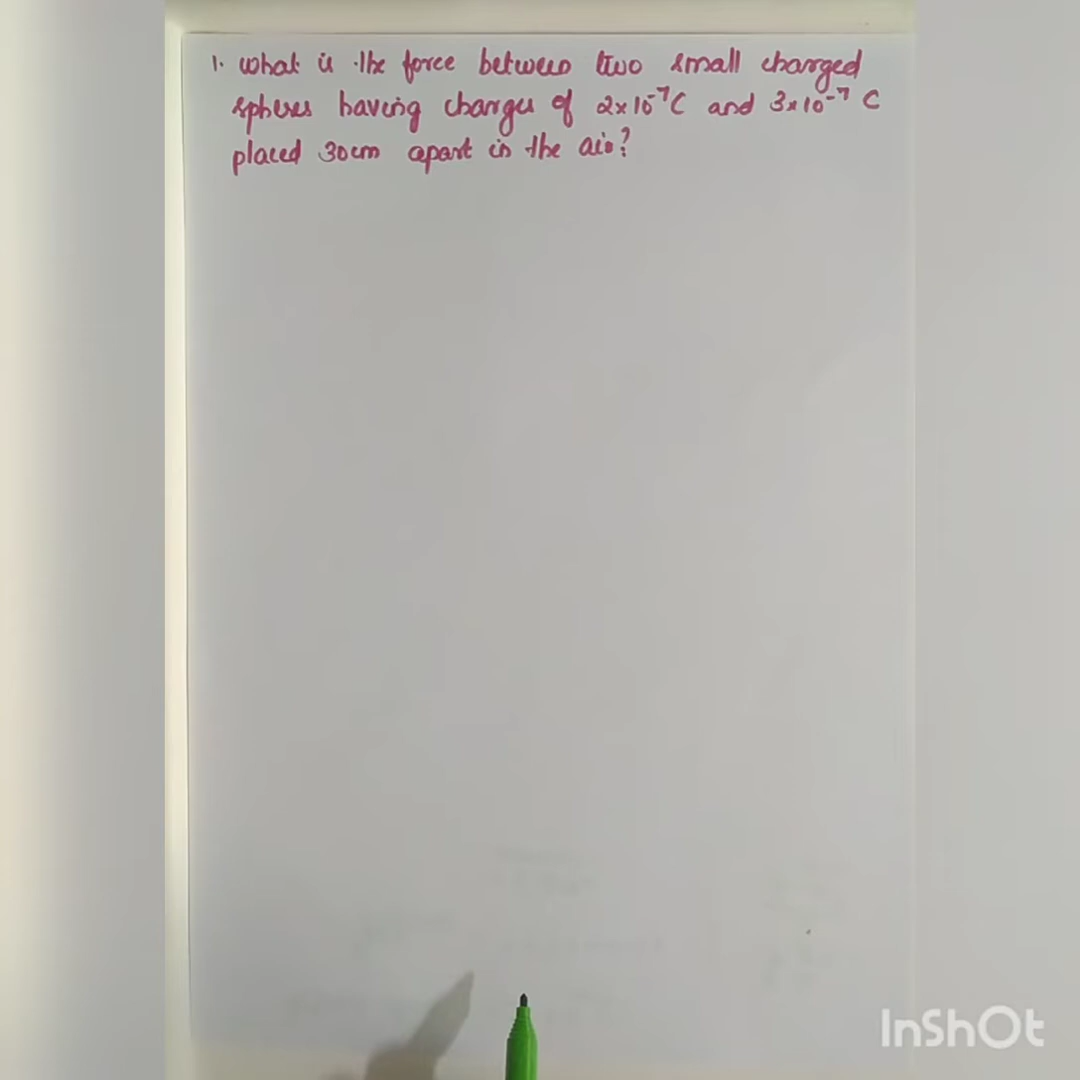 1. what is the force between two small charged
spheres having charges of 2×10⁻⁷C and 3×10⁻⁷ C
placed 30cm apart in the air?
InShOt